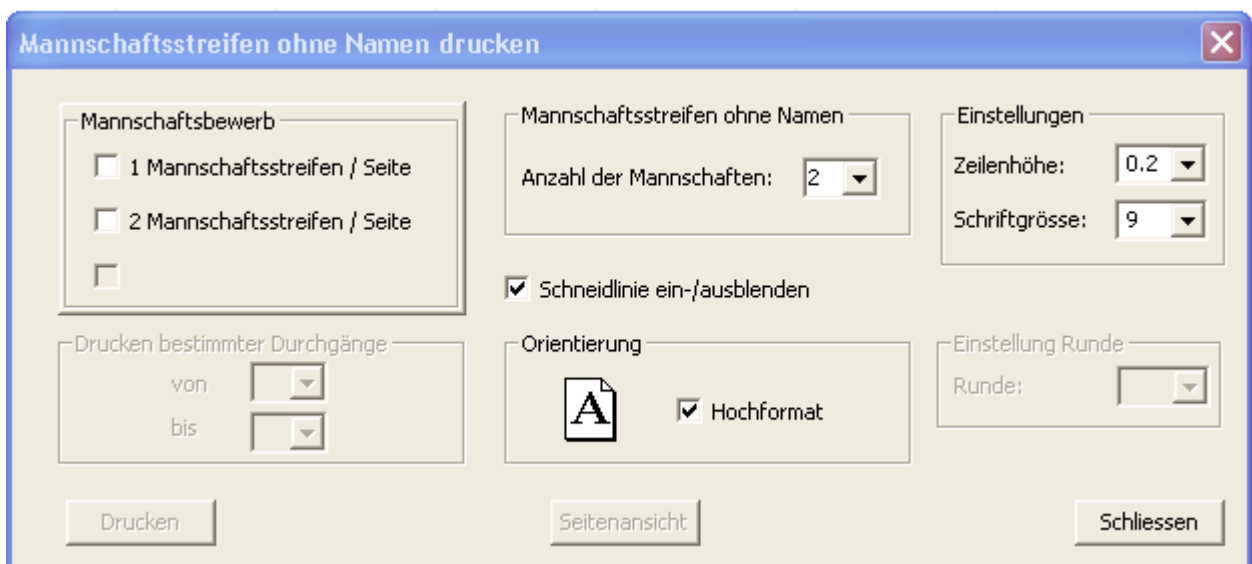 Mannschaftsstreifen ohne Namen drucken
Mannschaftsbewerb
1 Mannschaftsstreifen / Seite
2 Mannschaftsstreifen / Seite
Mannschaftsstreifen ohne Namen
Anzahl der Mannschaften: 2
Einstellungen
Zeilenhöhe: 0.2
Schriftgrösse: 9
Schneidlinie ein-/ausblenden
Drucken bestimmter Durchgänge
von
bis
Orientierung
A
Hochformat
Einstellung Runde
Runde:
Drucken
Seitenansicht
Schliessen